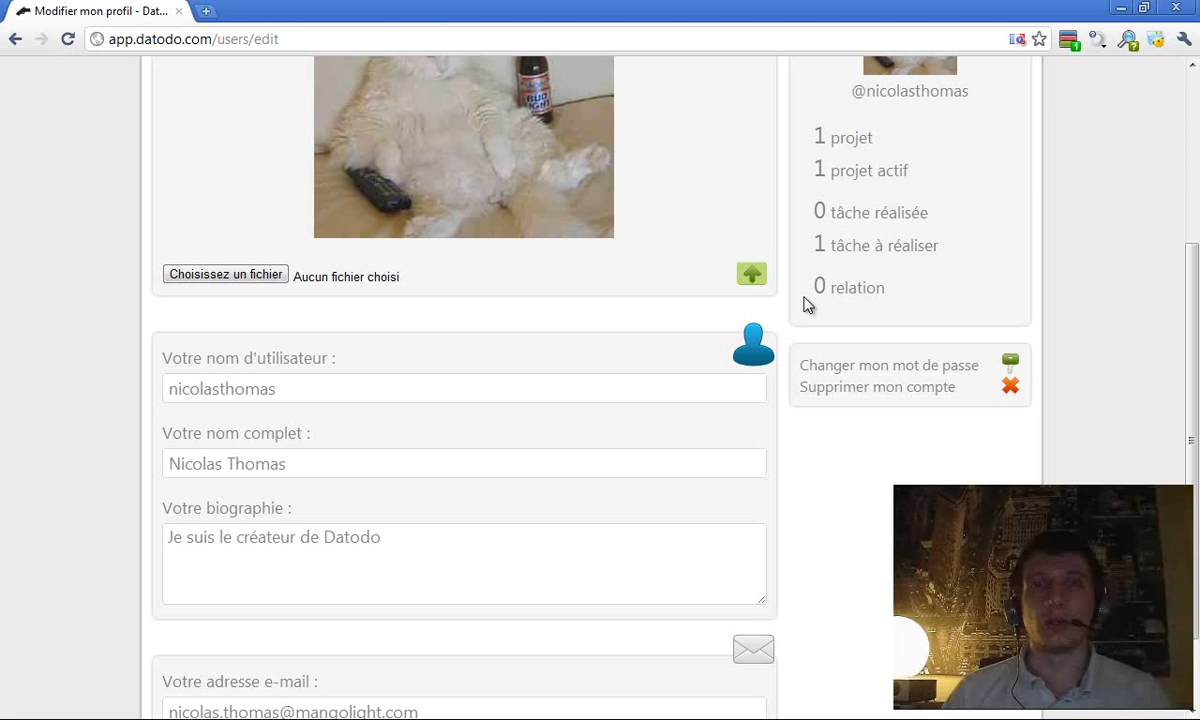 Modifier mon profil - Dat...
app.datodo.com/users/edit
BUD
LIGHT
@nicolasthomas
1 projet
1 projet actif
0 tâche réalisée
1 tâche à réaliser
0 relation
Choisissez un fichier Aucun fichier choisi
Votre nom d'utilisateur :
nicolasthomas
Changer mon mot de passe
Supprimer mon compte
Votre nom complet :
Nicolas Thomas
Votre biographie :
Je suis le créateur de Datodo
Votre adresse e-mail :
nicolas.thomas@mangolight.com